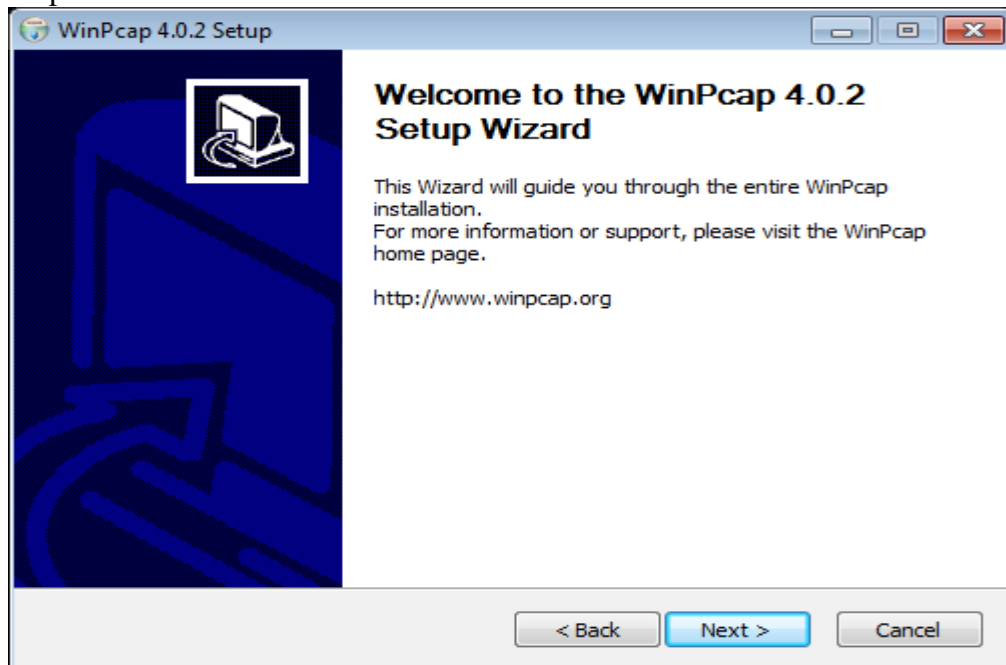 WinPcap 4.0.2 Setup
Welcome to the WinPcap 4.0.2
Setup Wizard
This Wizard will guide you through the entire WinPcap
installation.
For more information or support, please visit the WinPcap
home page.
http://www.winpcap.org
< Back
Next >
Cancel